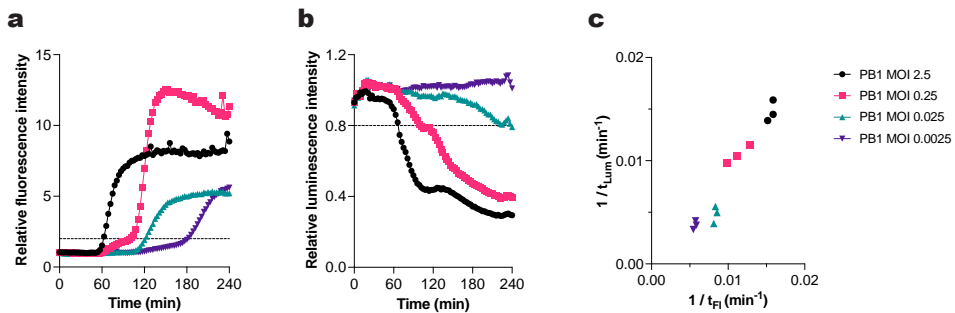 a
Relative fluorescence intensity
15
10
5
0
0 60 120 180 240
Time (min)
b
Relative luminescence intensity
1.2
0.8
0.4
0.0
0 60 120 180 240
Time (min)
c
1 / tLum (min-1)
0.02
0.01
0.00
0.00 0.01 0.02
1 / tFl (min-1)
PB1 MOI 2.5
PB1 MOI 0.25
PB1 MOI 0.025
PB1 MOI 0.0025